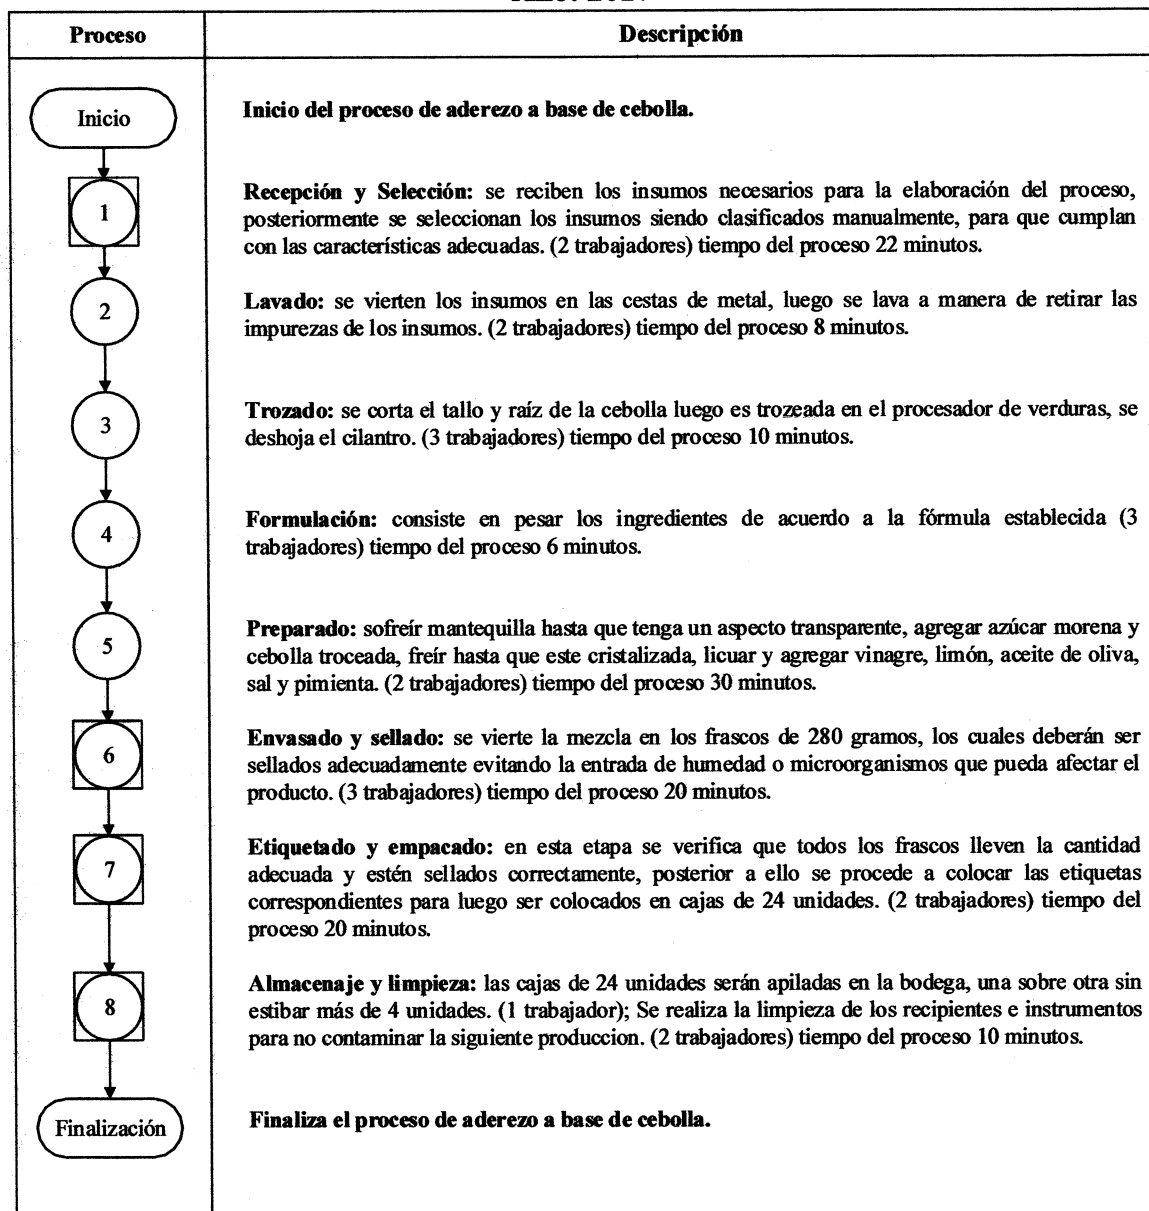 Proceso
Descripción
Inicio
Inicio del proceso de aderezo a base de cebolla.
1
Recepción y Selección: se reciben los insumos necesarios para la elaboración del proceso,
posteriormente se seleccionan los insumos siendo clasificados manualmente, para que cumplan
con las características adecuadas. (2 trabajadores) tiempo del proceso 22 minutos.
2
Lavado: se vierten los insumos en las cestas de metal, luego se lava a manera de retirar las
impurezas de los insumos. (2 trabajadores) tiempo del proceso 8 minutos.
3
Trozado: se corta el tallo y raíz de la cebolla luego es trozeada en el procesador de verduras, se
deshoja el cilantro. (3 trabajadores) tiempo del proceso 10 minutos.
4
Formulación: consiste en pesar los ingredientes de acuerdo a la fórmula establecida (3
trabajadores) tiempo del proceso 6 minutos.
5
Preparado: sofreír mantequilla hasta que tenga un aspecto transparente, agregar azúcar morena y
cebolla troceada, freír hasta que este cristalizada, licuar y agregar vinagre, limón, aceite de oliva,
sal y pimienta. (2 trabajadores) tiempo del proceso 30 minutos.
6
Envasado y sellado: se vierte la mezcla en los frascos de 280 gramos, los cuales deberán ser
sellados adecuadamente evitando la entrada de humedad o microorganismos que pueda afectar el
producto. (3 trabajadores) tiempo del proceso 20 minutos.
7
Etiquetado y empacado: en esta etapa se verifica que todos los frascos lleven la cantidad
adecuada y estén sellados correctamente, posterior a ello se procede a colocar las etiquetas
correspondientes para luego ser colocados en cajas de 24 unidades. (2 trabajadores) tiempo del
proceso 20 minutos.
8
Almacenaje y limpieza: las cajas de 24 unidades serán apiladas en la bodega, una sobre otra sin
estibar más de 4 unidades. (1 trabajador); Se realiza la limpieza de los recipientes e instrumentos
para no contaminar la siguiente produccion. (2 trabajadores) tiempo del proceso 10 minutos.
Finalización
Finaliza el proceso de aderezo a base de cebolla.